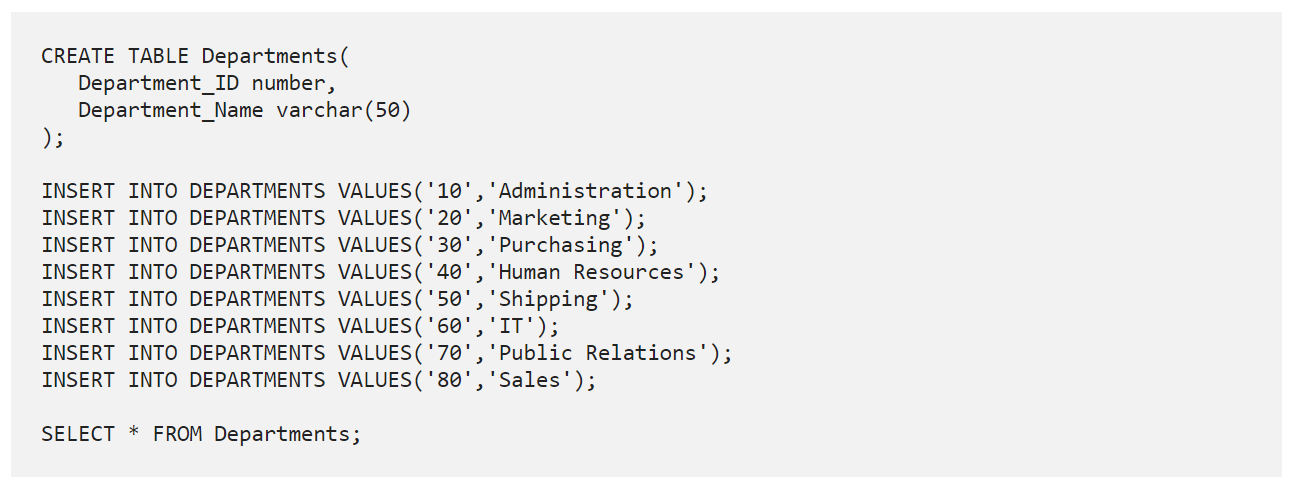 CREATE TABLE Departments(
   Department_ID number,
   Department_Name varchar(50)
);

INSERT INTO DEPARTMENTS VALUES('10','Administration');
INSERT INTO DEPARTMENTS VALUES('20','Marketing');
INSERT INTO DEPARTMENTS VALUES('30','Purchasing');
INSERT INTO DEPARTMENTS VALUES('40','Human Resources');
INSERT INTO DEPARTMENTS VALUES('50','Shipping');
INSERT INTO DEPARTMENTS VALUES('60','IT');
INSERT INTO DEPARTMENTS VALUES('70','Public Relations');
INSERT INTO DEPARTMENTS VALUES('80','Sales');

SELECT * FROM Departments;